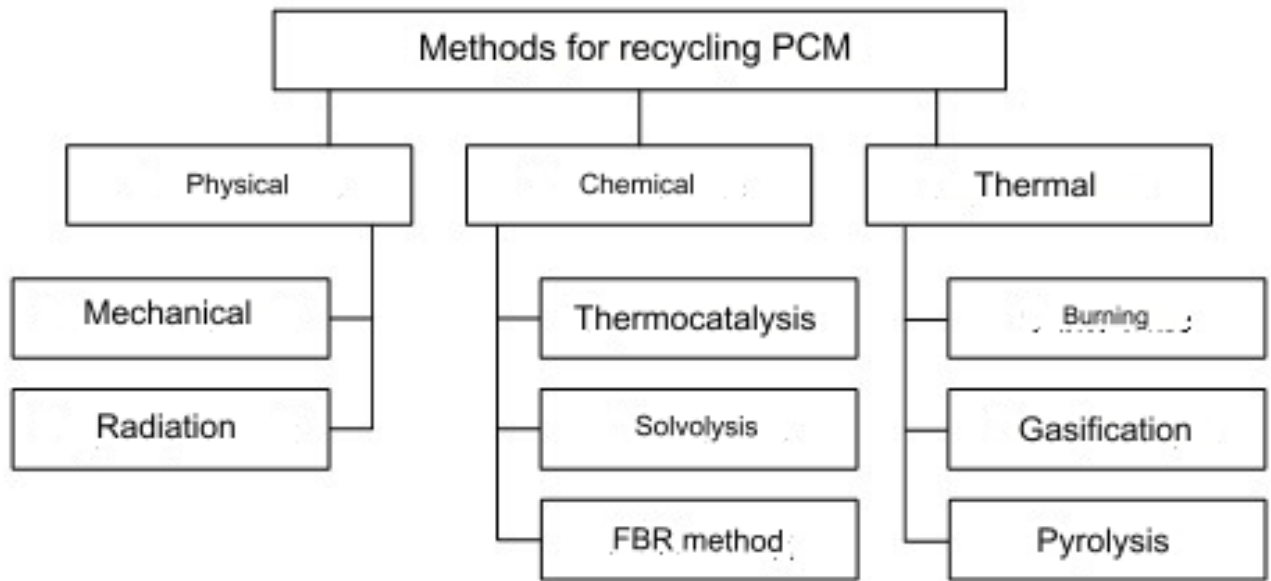 Methods for recycling PCM
Physical
Chemical
Thermal
Mechanical
Thermocatalysis
Burning
Radiation
Solvolysis
Gasification
FBR method
Pyrolysis